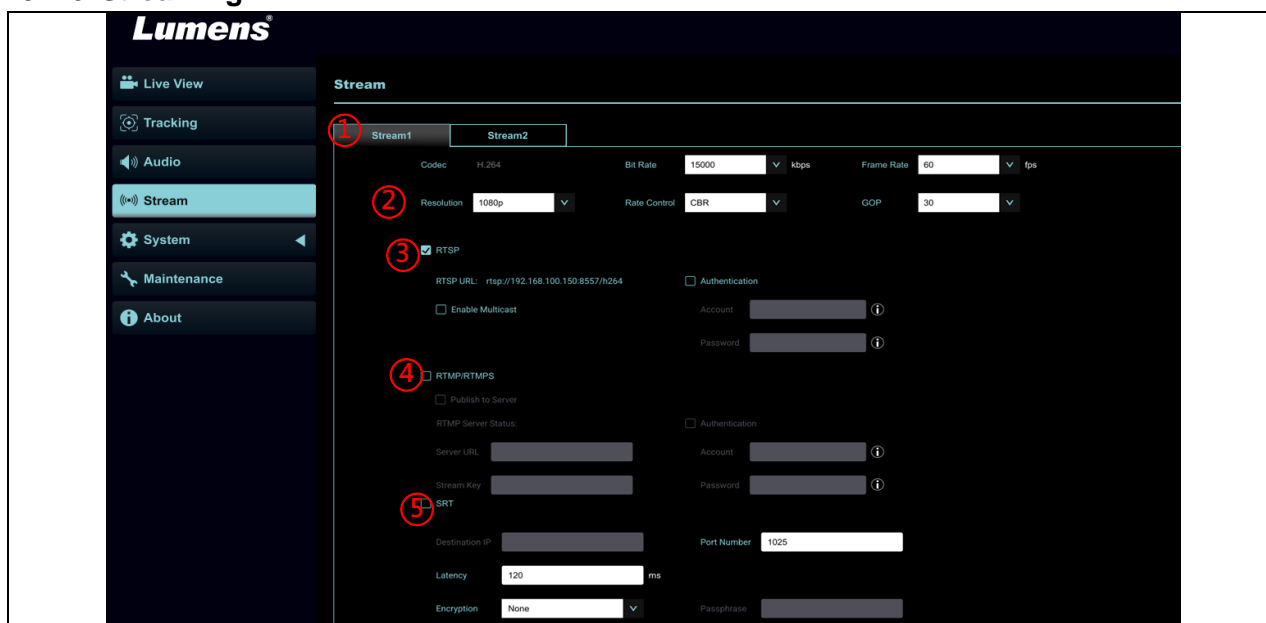 Lumens®
Live View
Tracking
Audio
Stream
System
Maintenance
About
Stream
① Stream1 Stream2
Codec H.264 Bit Rate 15000 kbps Frame Rate 60 fps
② Resolution 1080p Rate Control CBR GOP 30
③ RTSP
RTSP URL: rtsp://192.168.100.150:8557/h264 Authentication
Enable Multicast Account
Password
④ RTMP/RTMPS
Publish to Server
RTMP Server Status: Authentication
Server URL Account
Stream Key Password
⑤ SRT
Destination IP Port Number 1025
Latency 120 ms
Encryption None Passphrase